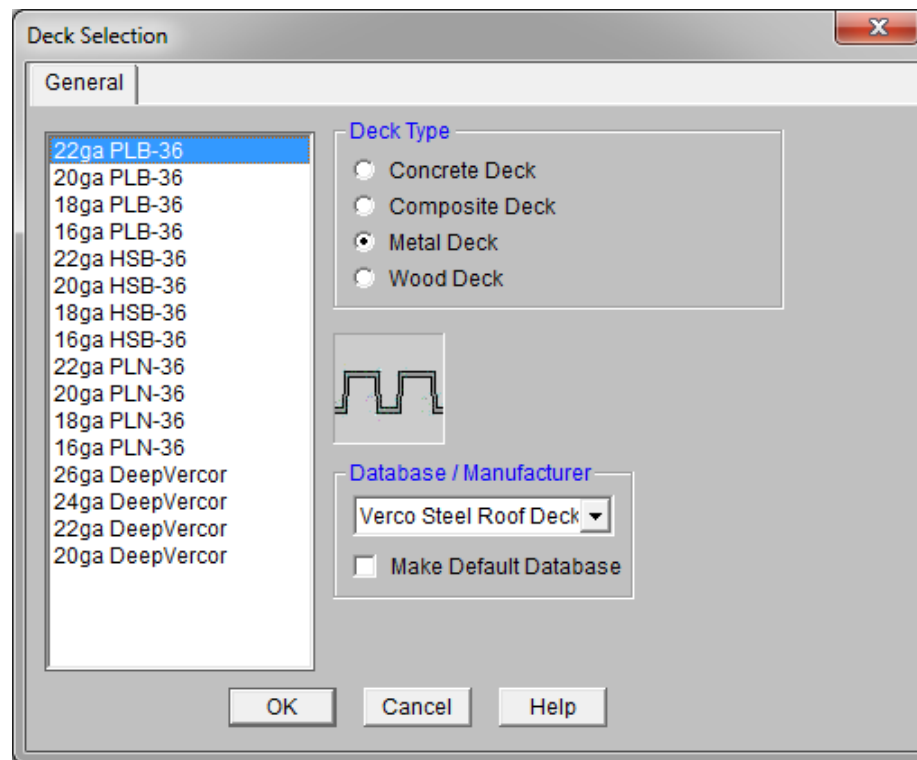 Deck Selection
General
22ga PLB-36
20ga PLB-36
18ga PLB-36
16ga PLB-36
22ga HSB-36
20ga HSB-36
18ga HSB-36
16ga HSB-36
22ga PLN-36
20ga PLN-36
18ga PLN-36
16ga PLN-36
26ga DeepVercor
24ga DeepVercor
22ga DeepVercor
20ga DeepVercor
Deck Type
Concrete Deck
Composite Deck
Metal Deck
Wood Deck
Database / Manufacturer
Verco Steel Roof Deck
Make Default Database
OK
Cancel
Help